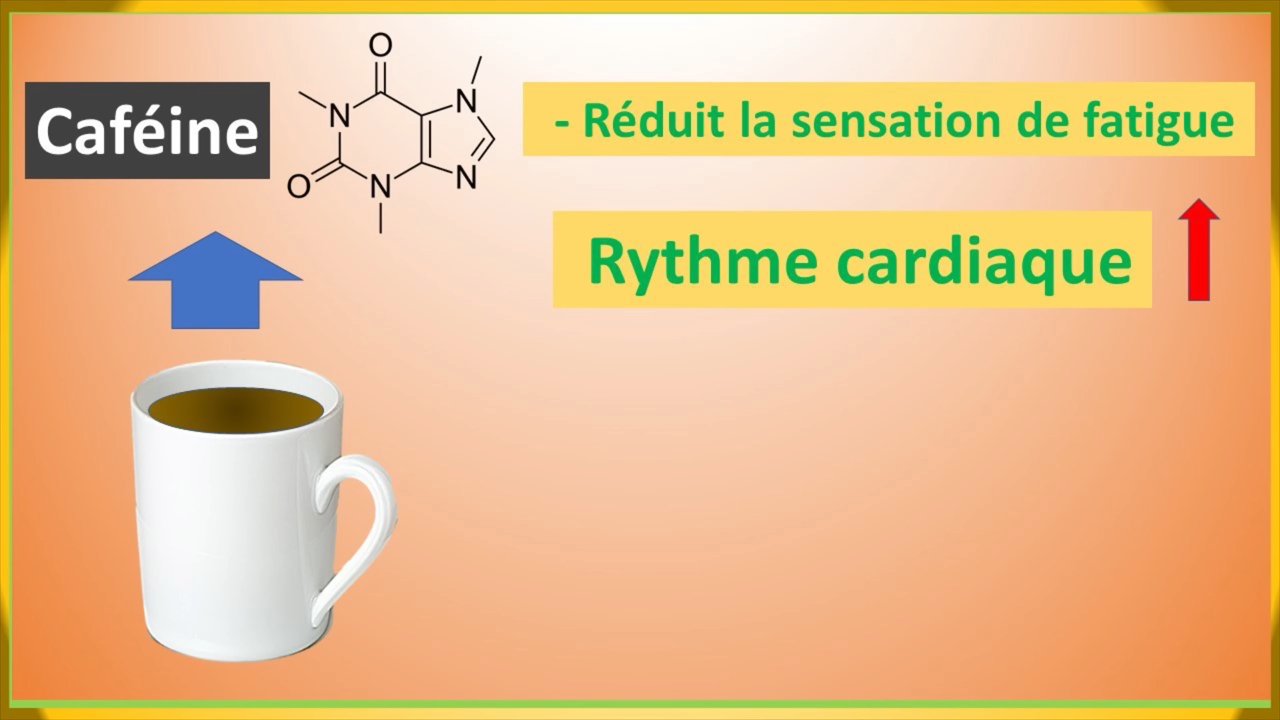 Caféine
O
N
N
O
N
N
- Réduit la sensation de fatigue
Rythme cardiaque